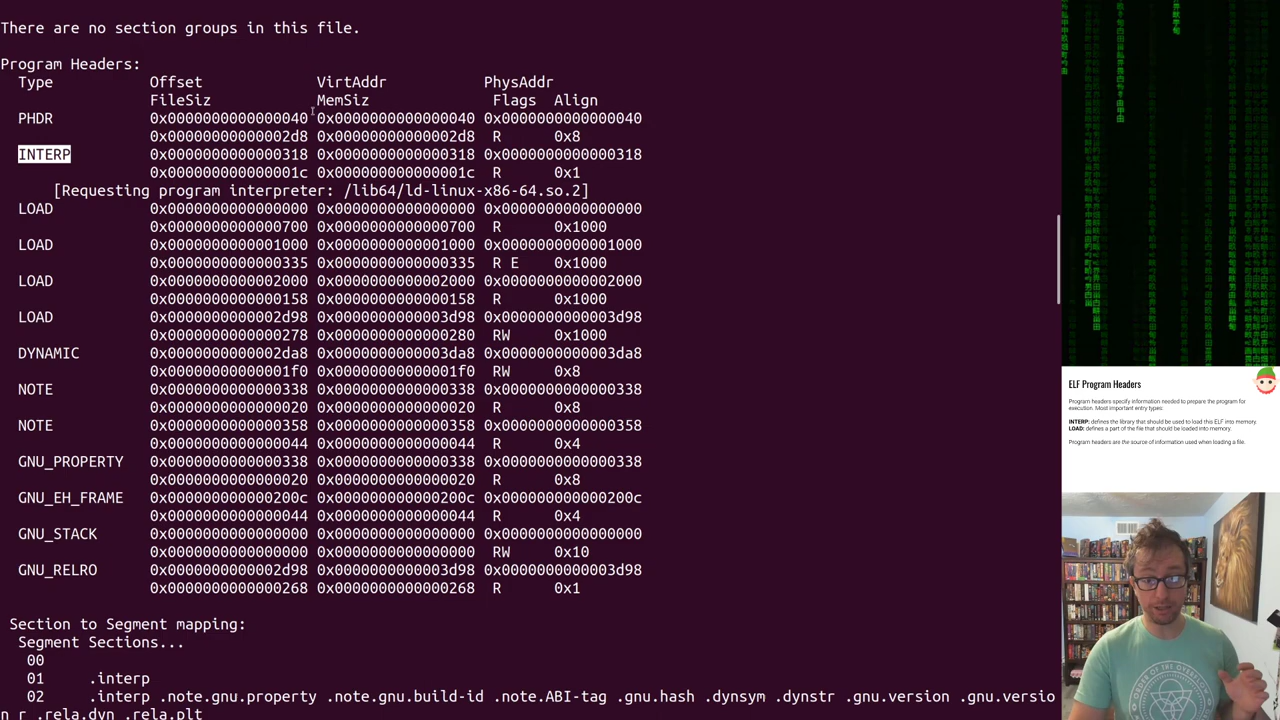 There are no section groups in this file.
Program Headers:
Type Offset VirtAddr PhysAddr
FileSiz MemSiz Flags Align
PHDR 0x0000000000000040 0x0000000000000040 0x0000000000000040
0x00000000000002d8 0x00000000000002d8 R 0x8
INTERP 0x0000000000000318 0x0000000000000318 0x0000000000000318
0x000000000000001c 0x000000000000001c R 0x1
[Requesting program interpreter: /lib64/ld-linux-x86-64.so.2]
LOAD 0x0000000000000000 0x0000000000000000 0x0000000000000000
0x0000000000000700 0x0000000000000700 R 0x1000
LOAD 0x0000000000001000 0x0000000000001000 0x0000000000001000
0x0000000000000335 0x0000000000000335 R E 0x1000
LOAD 0x0000000000002000 0x0000000000002000 0x0000000000002000
0x0000000000000158 0x0000000000000158 R 0x1000
LOAD 0x0000000000002d98 0x0000000000003d98 0x0000000000003d98
0x0000000000000278 0x0000000000000280 RW 0x1000
DYNAMIC 0x0000000000002da8 0x0000000000003da8 0x0000000000003da8
0x00000000000001f0 0x00000000000001f0 RW 0x8
NOTE 0x0000000000000338 0x0000000000000338 0x0000000000000338
0x0000000000000020 0x0000000000000020 R 0x8
NOTE 0x0000000000000358 0x0000000000000358 0x0000000000000358
0x0000000000000044 0x0000000000000044 R 0x4
GNU_PROPERTY 0x0000000000000338 0x0000000000000338 0x0000000000000338
0x0000000000000020 0x0000000000000020 R 0x8
GNU_EH_FRAME 0x000000000000200c 0x000000000000200c 0x000000000000200c
0x0000000000000044 0x0000000000000044 R 0x4
GNU_STACK 0x0000000000000000 0x0000000000000000 0x0000000000000000
0x0000000000000000 0x0000000000000000 RW 0x10
GNU_RELRO 0x0000000000002d98 0x0000000000003d98 0x0000000000003d98
0x0000000000000268 0x0000000000000268 R 0x1
Section to Segment mapping:
Segment Sections...
00
01 .interp
02 .interp .note.gnu.property .note.gnu.build-id .note.ABI-tag .gnu.hash .dynsym .dynstr .gnu.version .gnu.versio
n_r .rela.dyn .rela.plt
ELF Program Headers
Program headers specify information needed to prepare the program for
execution. Most important entry types:
INTERP: defines the library that should be used to load this ELF into memory.
LOAD: defines a part of the file that should be loaded into memory.
Program headers are the source of information used when loading a file.